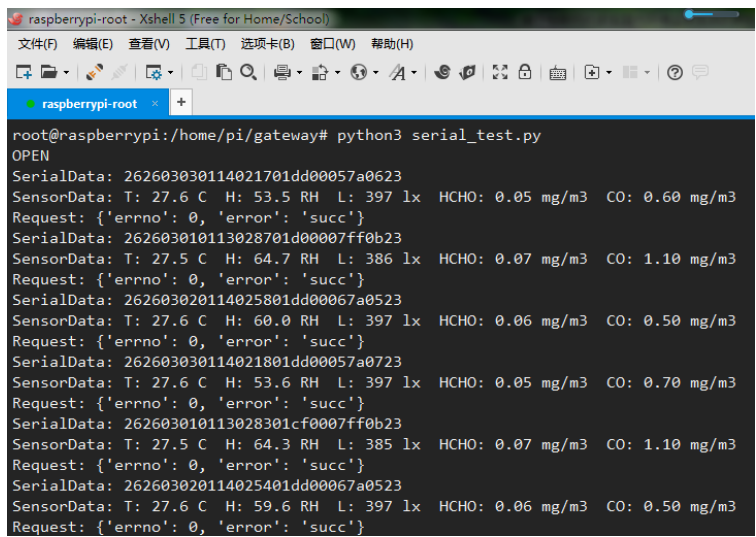 raspberrypi-root - Xshell 5 (Free for Home/School)
文件(F) 编辑(E) 查看(V) 工具(T) 选项卡(B) 窗口(W) 帮助(H)
raspberrypi-root × +
root@raspberrypi:/home/pi/gateway# python3 serial_test.py
OPEN
SerialData: 262603030114021701dd00057a0623
SensorData: T: 27.6 C H: 53.5 RH L: 397 lx HCHO: 0.05 mg/m3 CO: 0.60 mg/m3
Request: {'errno': 0, 'error': 'succ'}
SerialData: 262603010113028701d00007ff0b23
SensorData: T: 27.5 C H: 64.7 RH L: 386 lx HCHO: 0.07 mg/m3 CO: 1.10 mg/m3
Request: {'errno': 0, 'error': 'succ'}
SerialData: 262603020114025801dd00067a0523
SensorData: T: 27.6 C H: 60.0 RH L: 397 lx HCHO: 0.06 mg/m3 CO: 0.50 mg/m3
Request: {'errno': 0, 'error': 'succ'}
SerialData: 262603030114021801dd00057a0723
SensorData: T: 27.6 C H: 53.6 RH L: 397 lx HCHO: 0.05 mg/m3 CO: 0.70 mg/m3
Request: {'errno': 0, 'error': 'succ'}
SerialData: 262603010113028301cf0007ff0b23
SensorData: T: 27.5 C H: 64.3 RH L: 385 lx HCHO: 0.07 mg/m3 CO: 1.10 mg/m3
Request: {'errno': 0, 'error': 'succ'}
SerialData: 262603020114025401dd00067a0523
SensorData: T: 27.6 C H: 59.6 RH L: 397 lx HCHO: 0.06 mg/m3 CO: 0.50 mg/m3
Request: {'errno': 0, 'error': 'succ'}